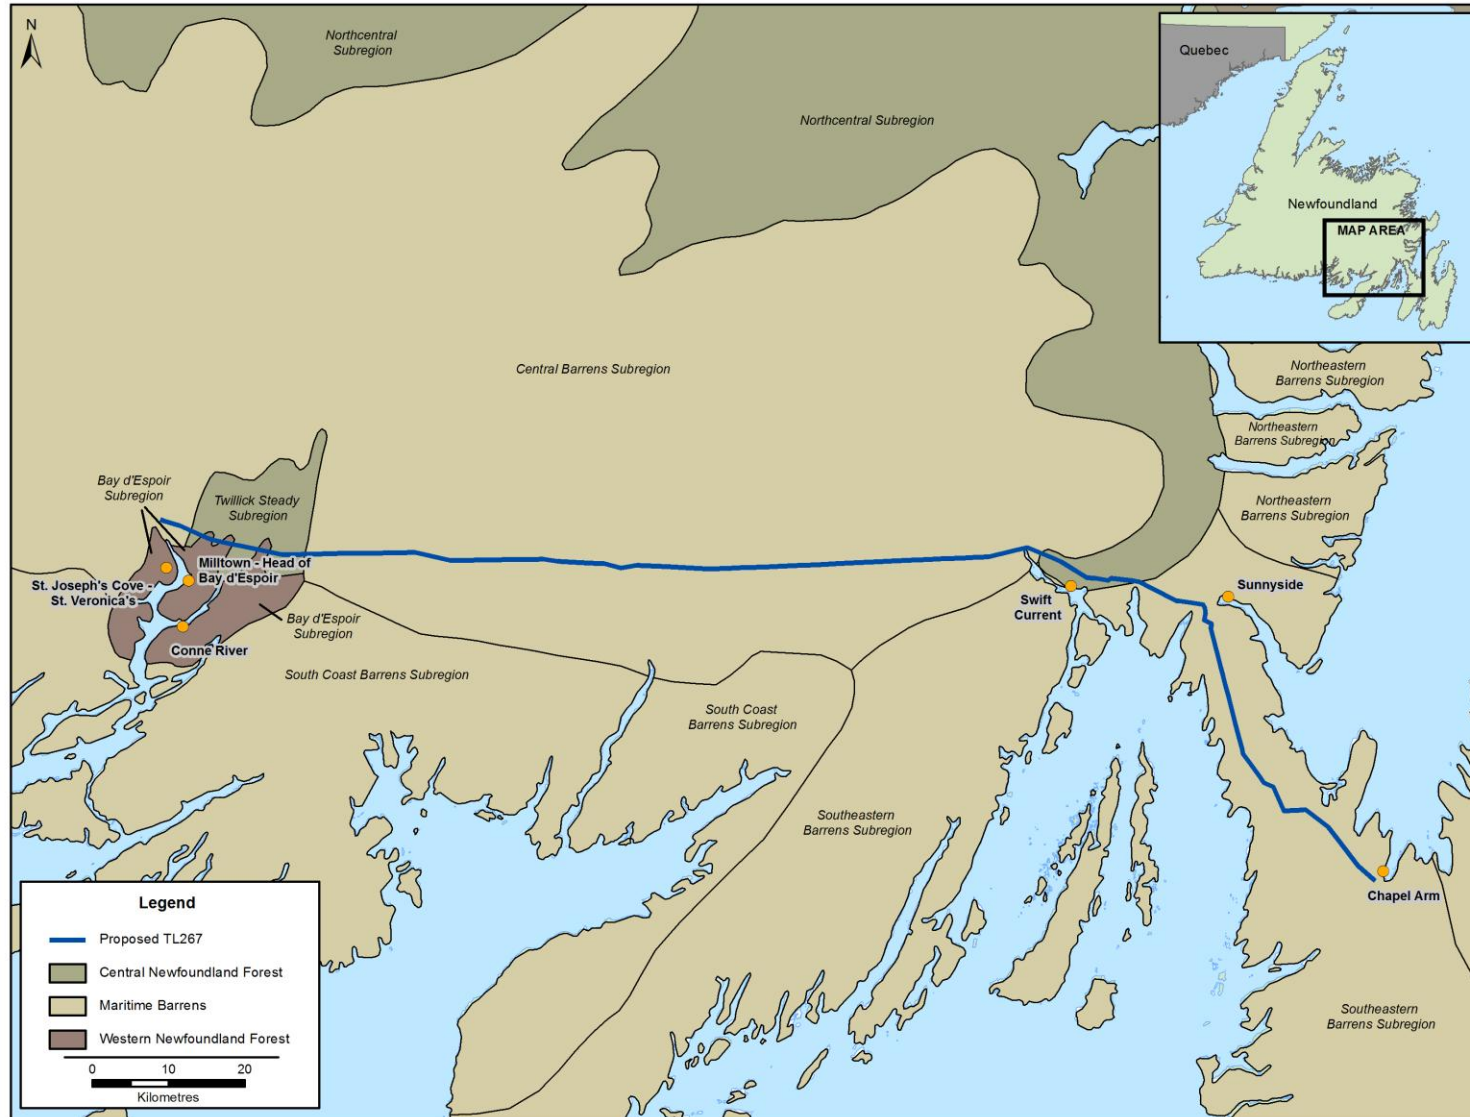 N
Northcentral
Subregion
Northcentral Subregion
Quebec
Newfoundland
MAP AREA
Central Barrens Subregion
Northeastern
Barrens Subregion
Northeastern
Barrens Subregion
Northeastern
Barrens Subregion
Bay d'Espoir
Subregion
Twillick Steady
Subregion
Milltown - Head of
Bay d'Espoir
St. Joseph's Cove -
St. Veronica's
Bay d'Espoir
Subregion
Conne River
Swift
Current
Sunnyside
South Coast Barrens Subregion
South Coast
Barrens Subregion
Southeastern
Barrens Subregion
Chapel Arm
Southeastern
Barrens Subregion
Legend
Proposed TL267
Central Newfoundland Forest
Maritime Barrens
Western Newfoundland Forest
0 10 20
Kilometres